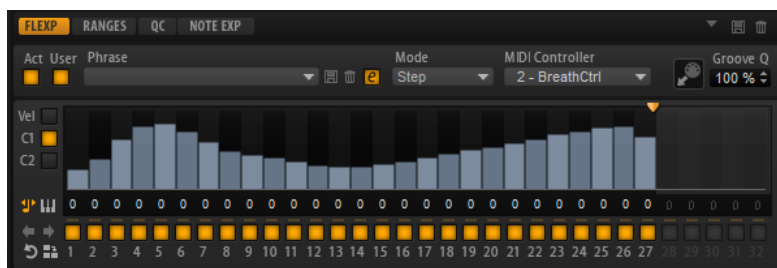 FLEXP RANGES QC NOTE EXP
Act User Phrase Mode MIDI Controller Groove Q
e Step 2 - BreathCtrl 100 %
Vel
C1
C2
0 0 0 0 0 0 0 0 0 0 0 0 0 0 0 0 0 0 0 0 0 0 0 0 0 0 0 0 0 0 0 0
1 2 3 4 5 6 7 8 9 10 11 12 13 14 15 16 17 18 19 20 21 22 23 24 25 26 27 28 29 30 31 32